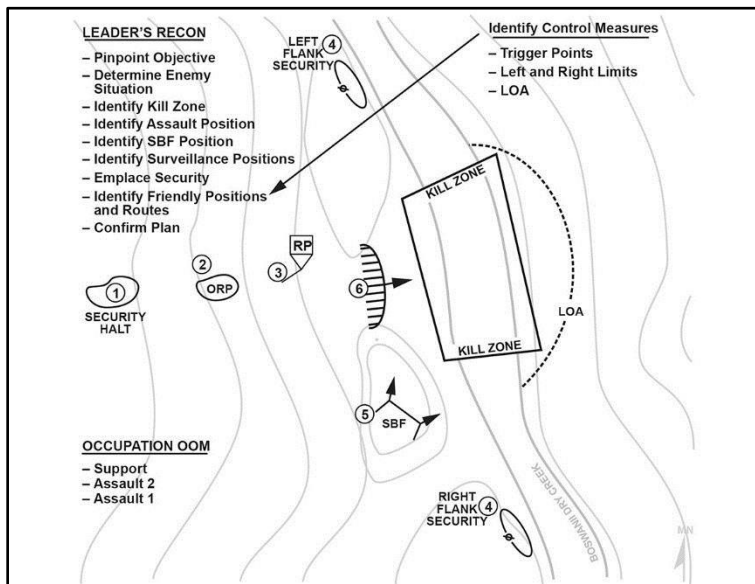 LEADER'S RECON
– Pinpoint Objective
– Determine Enemy
Situation
– Identify Kill Zone
– Identify Assault Position
– Identify SBF Position
– Identify Surveillance Positions
– Emplace Security
– Identify Friendly Positions
and Routes
– Confirm Plan
LEFT 4
FLANK
SECURITY
Identify Control Measures
– Trigger Points
– Left and Right Limits
– LOA
KILL ZONE
RP
2
3
ORP
1
6
SECURITY
HALT
LOA
KILL ZONE
5
SBF
OCCUPATION OOM
– Support
– Assault 2
– Assault 1
RIGHT
FLANK 4
SECURITY
BOSWANII DRY CREEK
MN